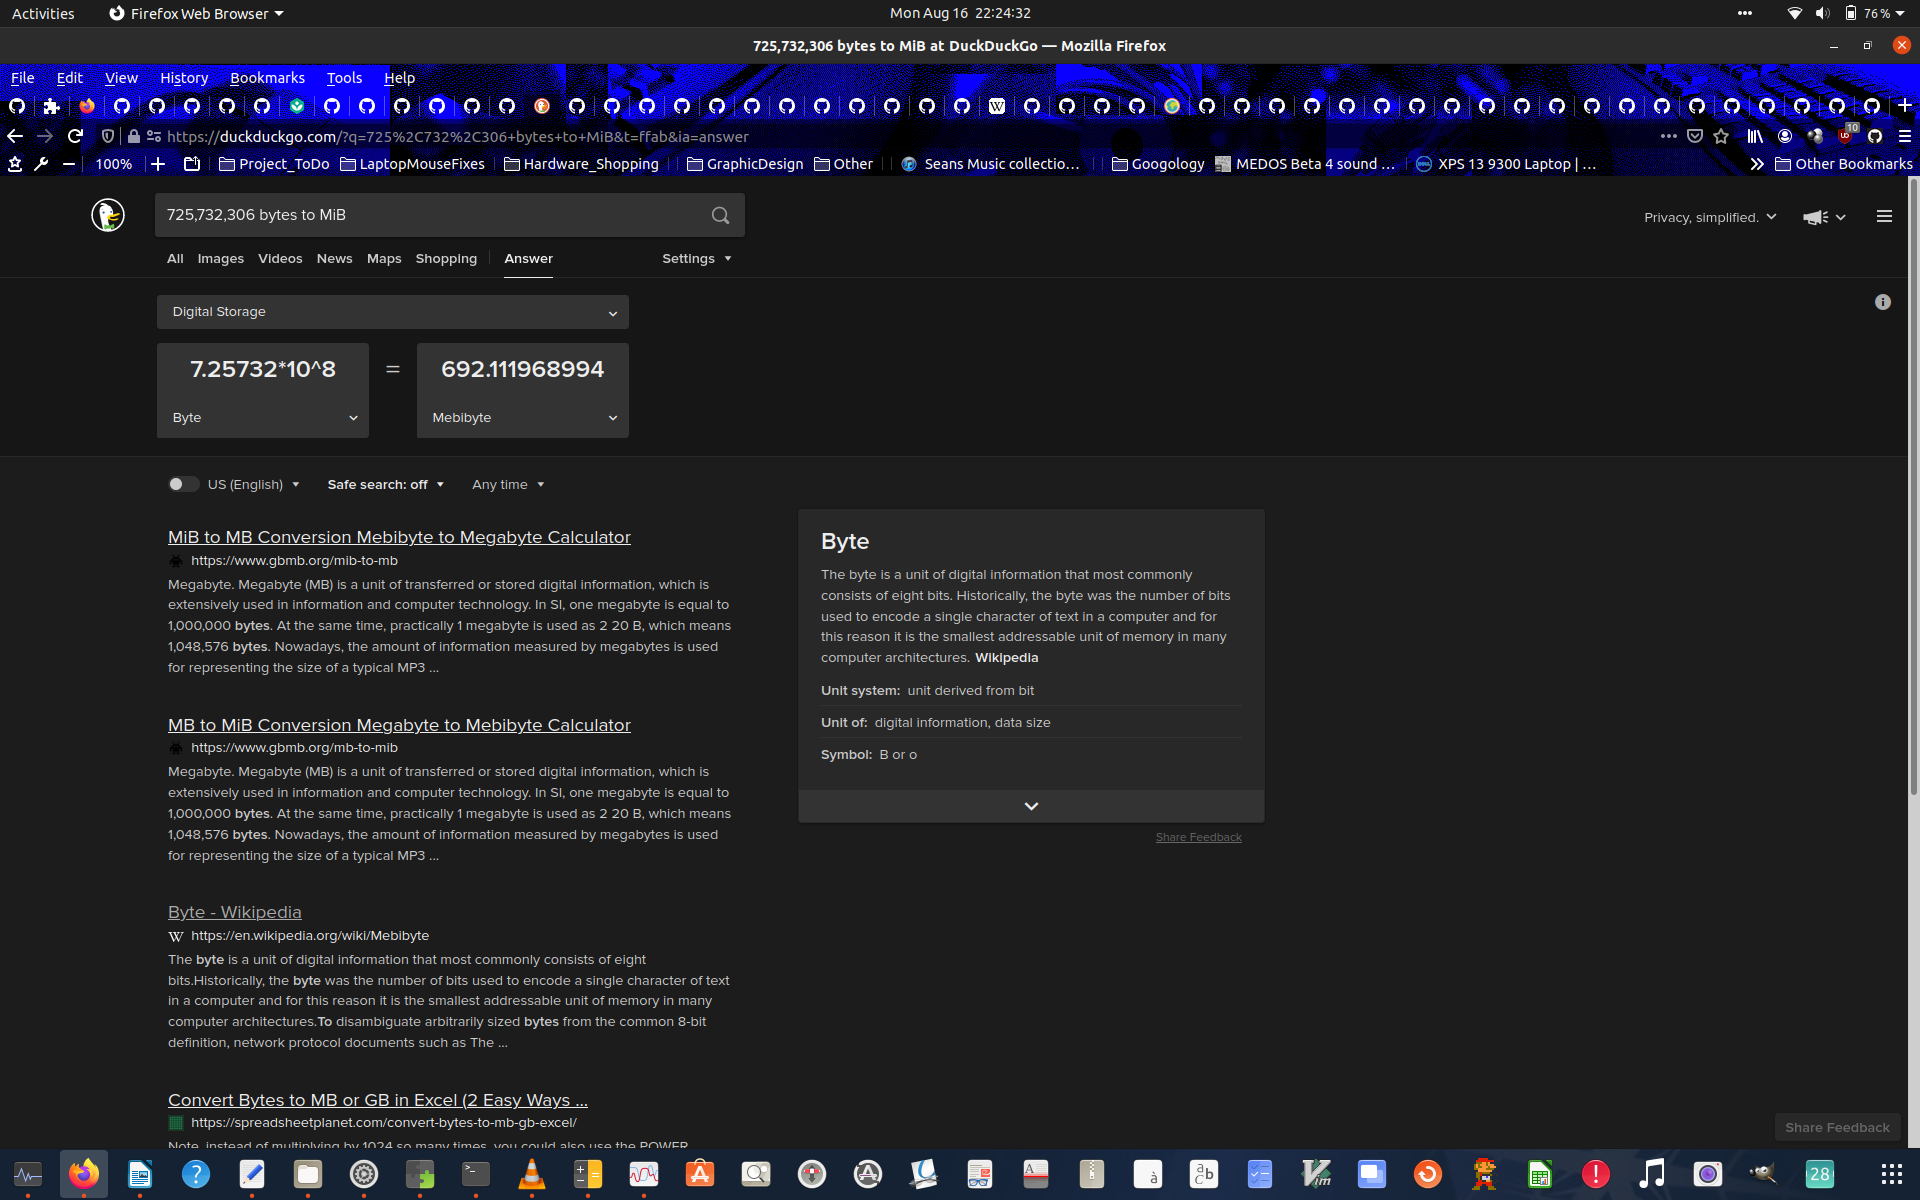 Activities
Firefox Web Browser
Mon Aug 16 22:24:32
76 %
725,732,306 bytes to MiB at DuckDuckGo — Mozilla Firefox
File Edit View History Bookmarks Tools Help
https://duckduckgo.com/?q=725%2C732%2C306+bytes+to+MiB&t=ffab&ia=answer
10
100%
Project_ToDo
LaptopMouseFixes
Hardware_Shopping
GraphicDesign
Other
Seans Music collectio…
Googology
MEDOS Beta 4 sound …
XPS 13 9300 Laptop | …
Other Bookmarks
725,732,306 bytes to MiB
Privacy, simplified.
All Images Videos News Maps Shopping Answer Settings
Digital Storage
7.25732*10^8 = 692.111968994
Byte Mebibyte
US (English) Safe search: off Any time
MiB to MB Conversion Mebibyte to Megabyte Calculator
https://www.gbmb.org/mib-to-mb
Megabyte. Megabyte (MB) is a unit of transferred or stored digital information, which is
extensively used in information and computer technology. In SI, one megabyte is equal to
1,000,000 bytes. At the same time, practically 1 megabyte is used as 2 20 B, which means
1,048,576 bytes. Nowadays, the amount of information measured by megabytes is used
for representing the size of a typical MP3 ...
MB to MiB Conversion Megabyte to Mebibyte Calculator
https://www.gbmb.org/mb-to-mib
Megabyte. Megabyte (MB) is a unit of transferred or stored digital information, which is
extensively used in information and computer technology. In SI, one megabyte is equal to
1,000,000 bytes. At the same time, practically 1 megabyte is used as 2 20 B, which means
1,048,576 bytes. Nowadays, the amount of information measured by megabytes is used
for representing the size of a typical MP3 ...
Byte - Wikipedia
https://en.wikipedia.org/wiki/Mebibyte
The byte is a unit of digital information that most commonly consists of eight
bits.Historically, the byte was the number of bits used to encode a single character of text
in a computer and for this reason it is the smallest addressable unit of memory in many
computer architectures.To disambiguate arbitrarily sized bytes from the common 8-bit
definition, network protocol documents such as The ...
Convert Bytes to MB or GB in Excel (2 Easy Ways ...
https://spreadsheetplanet.com/convert-bytes-to-mb-gb-excel/
Note, instead of multiplying by 1024 so many times, you could also use the POWER
Byte
The byte is a unit of digital information that most commonly
consists of eight bits. Historically, the byte was the number of bits
used to encode a single character of text in a computer and for
this reason it is the smallest addressable unit of memory in many
computer architectures. Wikipedia
Unit system: unit derived from bit
Unit of: digital information, data size
Symbol: B or o
Share Feedback
Share Feedback
28